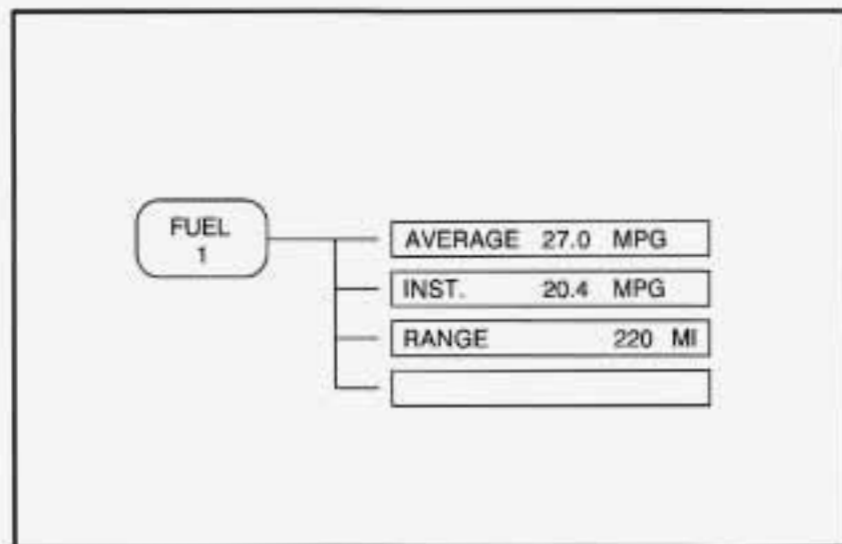 FUEL
1
AVERAGE 27.0 MPG
INST. 20.4 MPG
RANGE 220 MI